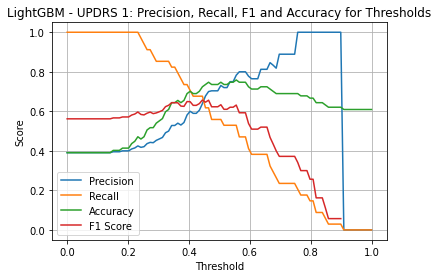 LightGBM - UPDRS 1: Precision, Recall, F1 and Accuracy for Thresholds
1.0
0.8
0.6
0.4
0.2
0.0
Score
Precision
Recall
Accuracy
F1 Score
0.0 0.2 0.4 0.6 0.8 1.0
Threshold